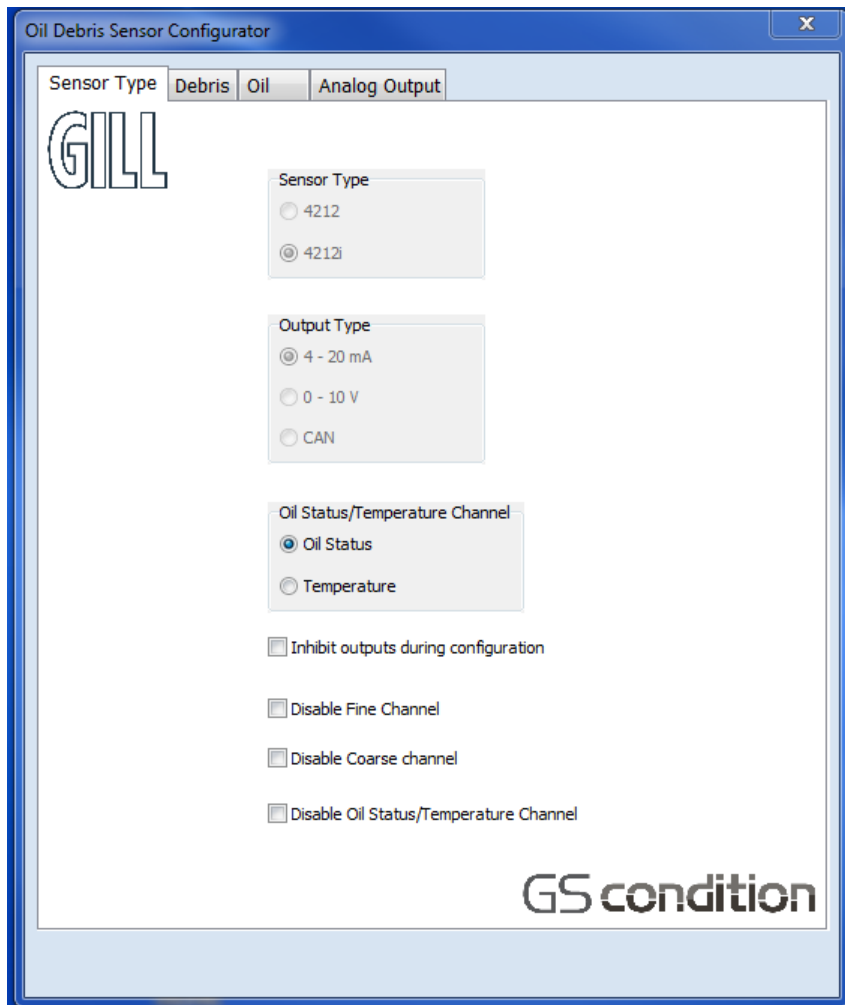 Oil Debris Sensor Configurator
Sensor Type Debris Oil Analog Output
GILL
Sensor Type
4212
4212i
Output Type
4 - 20 mA
0 - 10 V
CAN
Oil Status/Temperature Channel
Oil Status
Temperature
Inhibit outputs during configuration
Disable Fine Channel
Disable Coarse channel
Disable Oil Status/Temperature Channel
GS condition